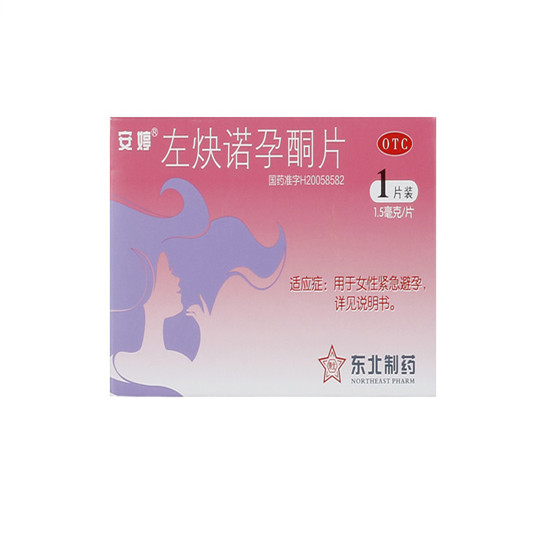 安婷® 左炔诺孕酮片
国药准字H20058582
OTC
1片装
1.5毫克/片
适应症：用于女性紧急避孕，
详见说明书。
东北制药
NORTHEAST PHARM